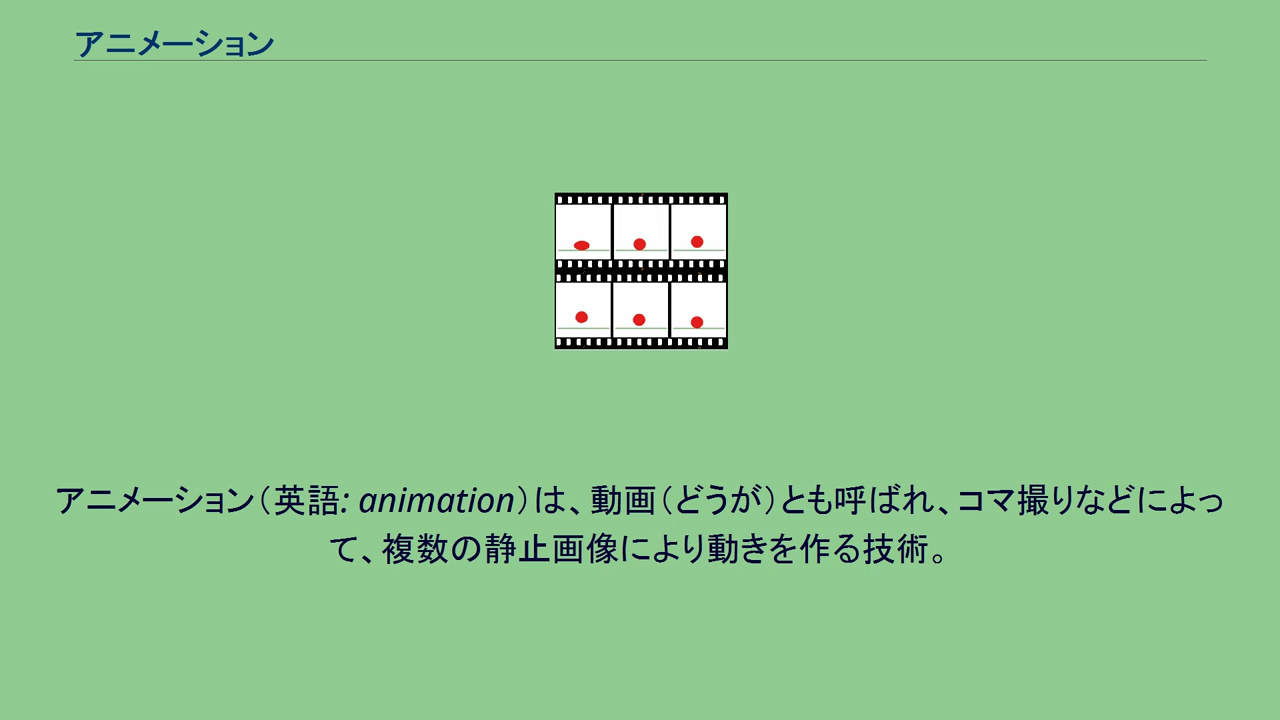 アニメーション
アニメーション（英語: animation）は、動画（どうが）とも呼ばれ、コマ撮りなどによっ
て、複数の静止画像により動きを作る技術。